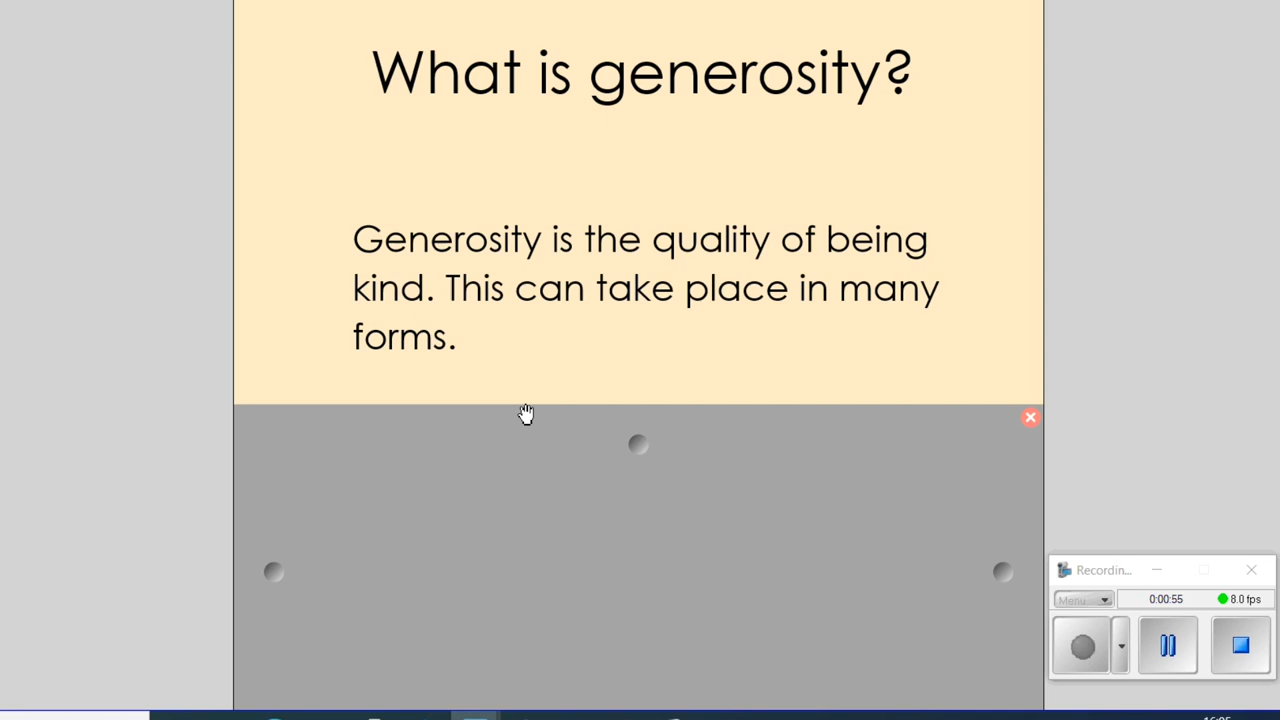 What is generosity?
Generosity is the quality of being
kind. This can take place in many
forms.
Recordin...
Menu
0:00:55
8.0 fps